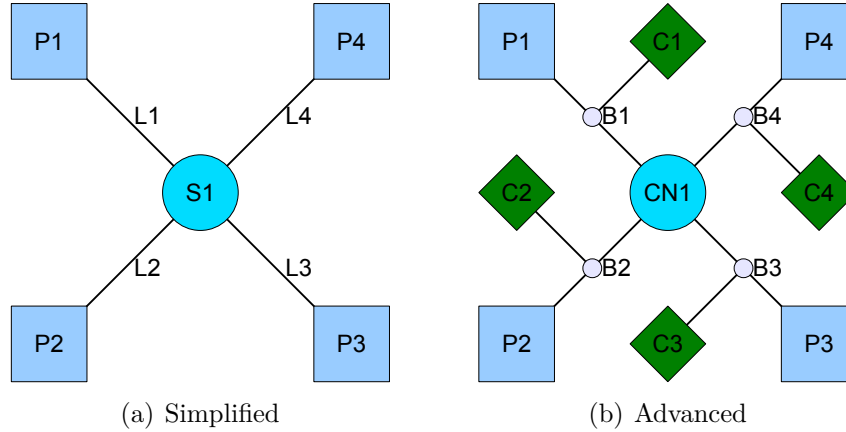 P1
P4
L1
L4
S1
L2
L3
P2
P3
(a) Simplified
P1
C1
P4
B1
B4
C2
CN1
C4
B2
B3
P2
C3
P3
(b) Advanced